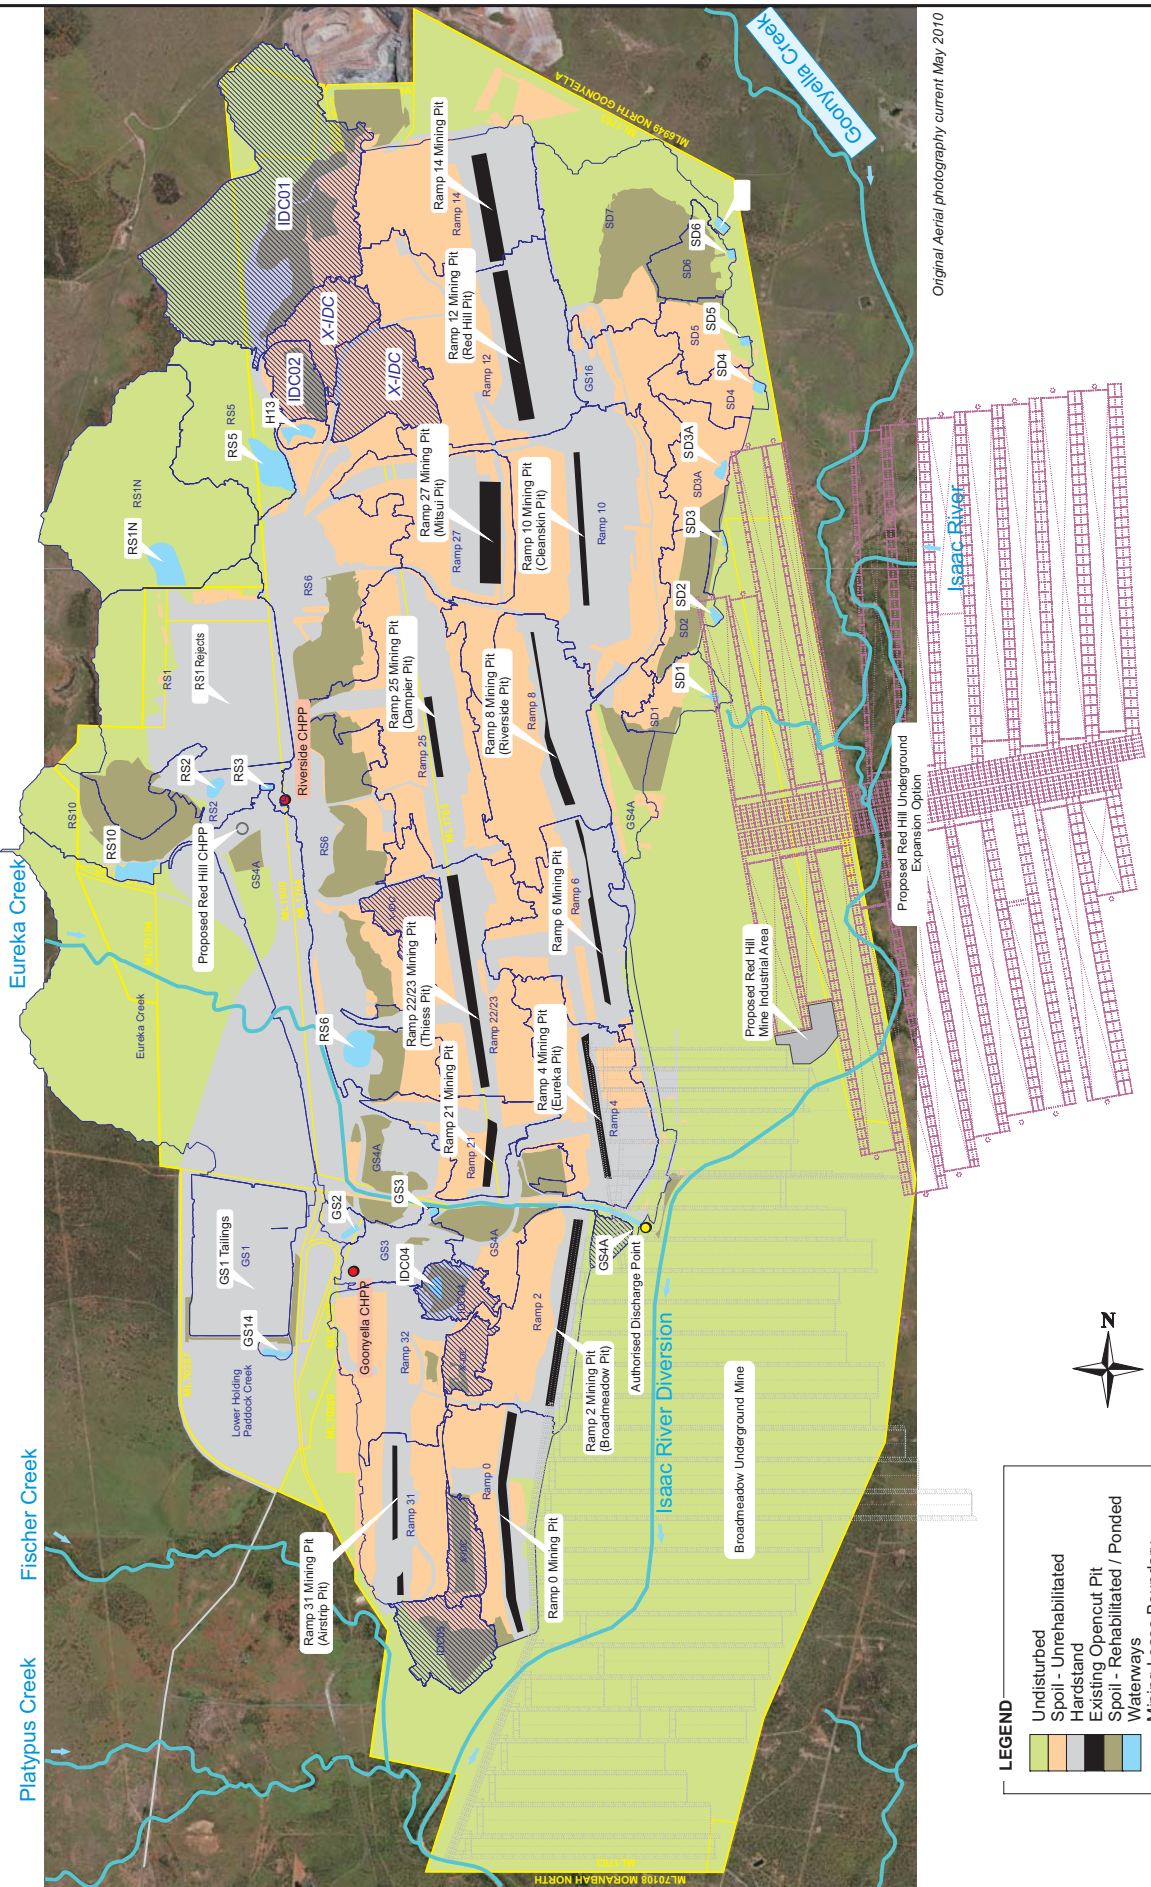 Platypus Creek
Fischer Creek
Eureka Creek
Goonyella Creek
Original Aerial photography current May 2010
ML6949 NORTH GOONYELLA
ML70108 MORANBAH NORTH
IDC01
X-IDC
X-IDC
IDC02
H13
RS5
RS5
RS1N
RS1N
RS1
RS1 Rejects
RS2
RS2
RS3
RS10
RS10
Riverside CHPP
Proposed Red Hill CHPP
GS4A
Eureka Creek
RS6
RS6
RS6
Ramp 14 Mining Pit
Ramp 14
Ramp 12 Mining Pit
(Red Hill Pit)
Ramp 12
GS16
Ramp 27 Mining Pit
(Mitsui Pit)
Ramp 27
Ramp 10 Mining Pit
(Cleanskin Pit)
Ramp 10
Ramp 25 Mining Pit
(Dampier Pit)
Ramp 25
Ramp 8 Mining Pit
(Riverside Pit)
Ramp 8
Ramp 22/23 Mining Pit
(Thiess Pit)
Ramp 22/23
Ramp 6 Mining Pit
Ramp 6
Ramp 21 Mining Pit
Ramp 21
Ramp 4 Mining Pit
(Eureka Pit)
Ramp 4
SD7
SD6
SD6
SD5
SD5
SD4
SD4
SD3A
SD3A
SD3
SD2
SD2
SD1
SD1
GS4A
GS4A
GS1 Tailings
GS1
GS14
Lower Holding
Paddock Creek
GS2
GS3
GS3
GS4A
Goonyella CHPP
IDC04
IDC04
Ramp 32
Ramp 2
Ramp 2 Mining Pit
(Broadmeadow Pit)
GS4A
Authorised Discharge Point
Ramp 31 Mining Pit
(Airstrip Pit)
Ramp 31
Ramp 0
Ramp 0 Mining Pit
IDC05
Isaac River Diversion
Isaac River
Broadmeadow Underground Mine
Proposed Red Hill
Mine Industrial Area
Proposed Red Hill Underground
Expansion Option
N
LEGEND
Undisturbed
Spoil - Unrehabilitated
Hardstand
Existing Opencut Pit
Spoil - Rehabilitated / Ponded
Waterways